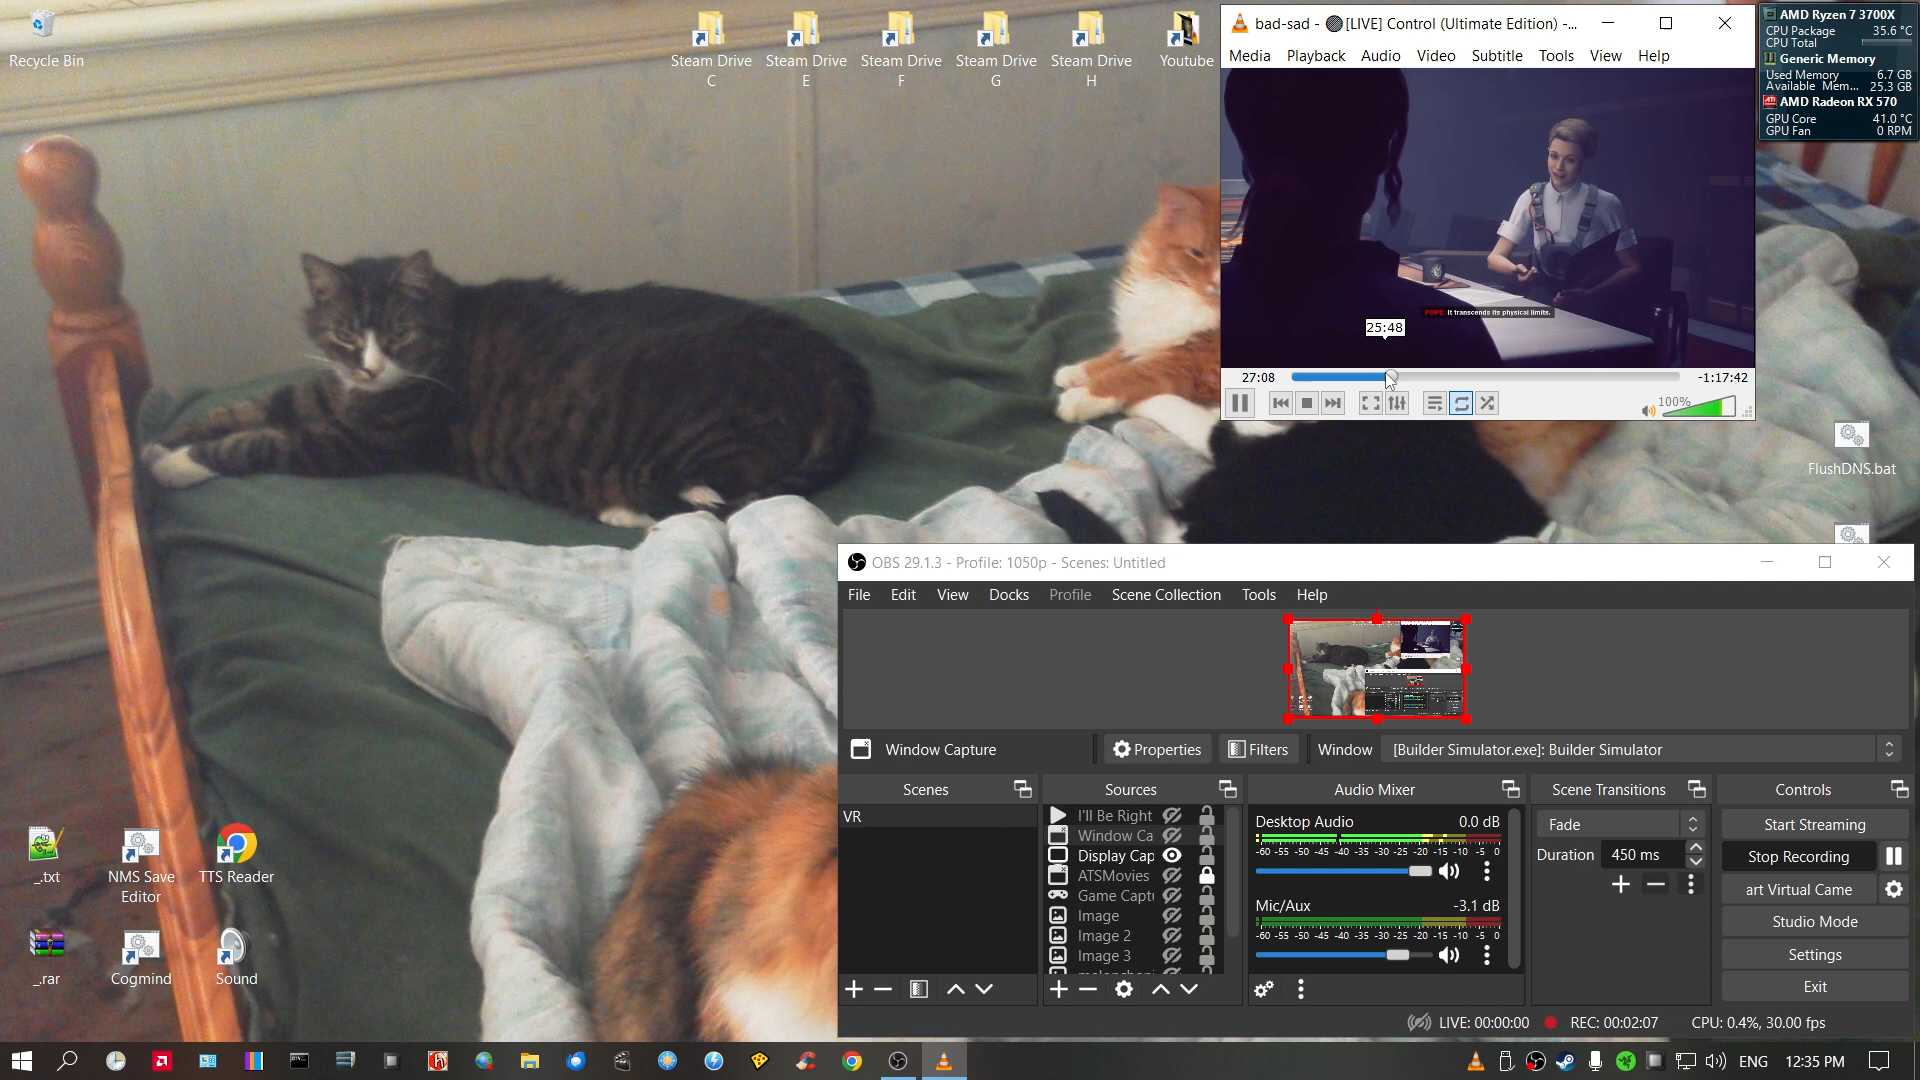 Recycle Bin
Steam Drive C
Steam Drive E
Steam Drive F
Steam Drive G
Steam Drive H
Youtube
bad-sad - [LIVE] Control (Ultimate Edition) -...
Media Playback Audio Video Subtitle Tools View Help
POPE: It transcends its physical limits.
25:48
27:08
-1:17:42
100%
AMD Ryzen 7 3700X
CPU Package 35.6 °C
CPU Total
Generic Memory
Used Memory 6.7 GB
Available Mem... 25.3 GB
AMD Radeon RX 570
GPU Core 41.0 °C
GPU Fan 0 RPM
FlushDNS.bat
OBS 29.1.3 - Profile: 1050p - Scenes: Untitled
File Edit View Docks Profile Scene Collection Tools Help
Window Capture
Properties
Filters
Window
[Builder Simulator.exe]: Builder Simulator
Scenes
VR
Sources
I'll Be Right
Window Ca
Display Cap
ATSMovies
Game Captu
Image
Image 2
Image 3
Audio Mixer
Desktop Audio 0.0 dB
-60 -55 -50 -45 -40 -35 -30 -25 -20 -15 -10 -5 0
Mic/Aux -3.1 dB
-60 -55 -50 -45 -40 -35 -30 -25 -20 -15 -10 -5 0
Scene Transitions
Fade
Duration 450 ms
Controls
Start Streaming
Stop Recording
art Virtual Came
Studio Mode
Settings
Exit
LIVE: 00:00:00
REC: 00:02:07
CPU: 0.4%, 30.00 fps
_.txt
NMS Save Editor
TTS Reader
_.rar
Cogmind
Sound
ENG
12:35 PM